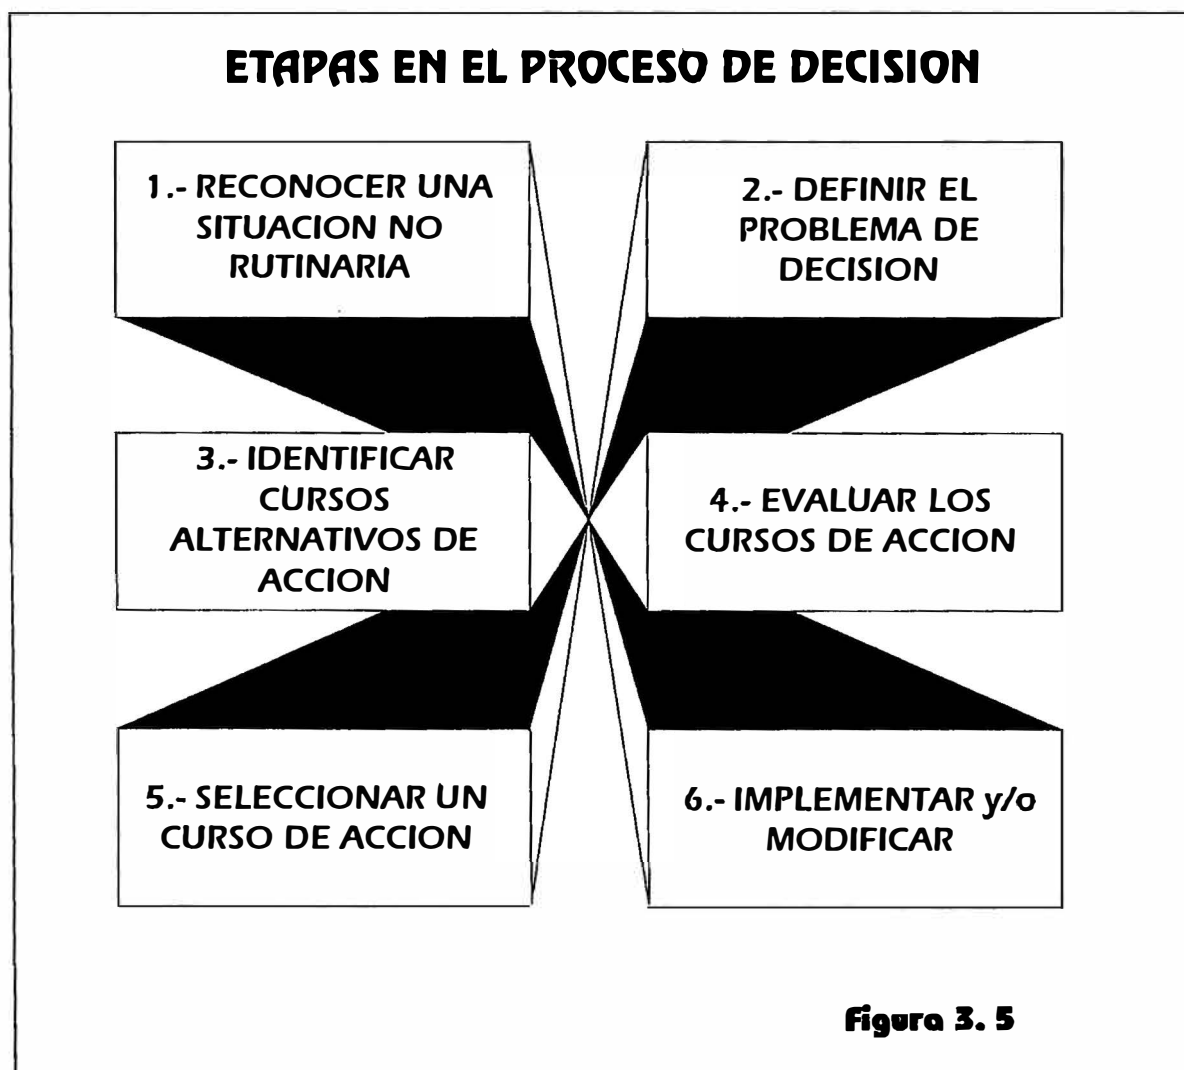 ETAPAS EN EL PROCESO DE DECISION
1.- RECONOCER UNA
SITUACION NO
RUTINARIA
2.- DEFINIR EL
PROBLEMA DE
DECISION
3.- IDENTIFICAR
CURSOS
ALTERNATIVOS DE
ACCION
4.- EVALUAR LOS
CURSOS DE ACCION
5.- SELECCIONAR UN
CURSO DE ACCION
6.- IMPLEMENTAR y/o
MODIFICAR
Figura 3. 5